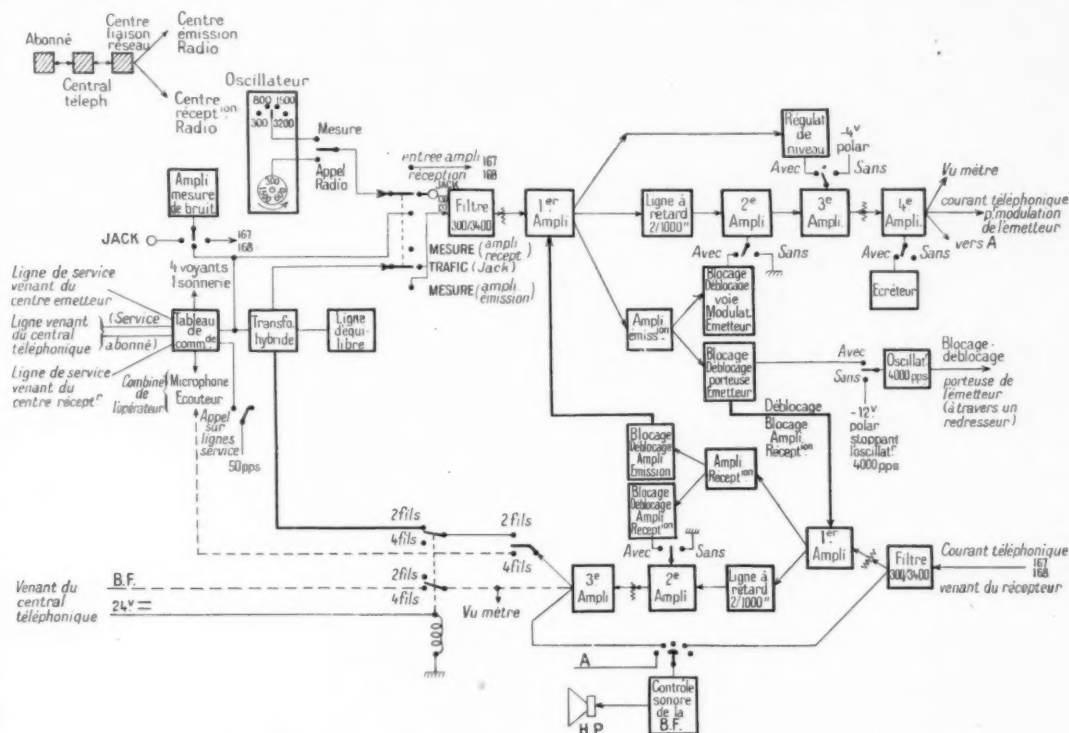 Abonné
Central
téleph
Centre
liaison
réseau
Centre
émission
Radio
Centre
récept ion
Radio
Oscillateur
800 1500
300 3200
Mesure
Appel
Radio
entrée ampli 167
réception 168
JACK
Filtre
300/3400
1er
Ampli
Régulat
de
niveau
-4v
polar
Avec
Sans
Ligne à
retard
2/1000"
2e
Ampli
3e
Ampli
4e
Ampli.
Vu mètre
courant téléphonique
p. modulation
de l'émetteur
vers A
Avec
Sans
Avec
Sans
Ecréteur
Ampli
mesure
de bruit
JACK
167
168
4 voyants
1 sonnerie
MESURE (ampli
récept)
TRAFIC (Jack)
MESURE (ampli
émission)
Ligne de service
venant du
centre emetteur
Ligne venant
du central
téléphonique
(Service
abonné)
Ligne de service
venant du
centre récept r
Tableau
de
comm de
Transfo.
hybride
Ligne
déqui-
libre
Combiné
de l'opérateur
Microphone
Ecouteur
Appel
sur
lignes
service
50pps
Ampli
emiss ion
Blocage
Déblocage
voie
Modulat.
Emetteur
Blocage
Déblocage
porteuse
Emetteur
Avec
Sans
Oscillat r
4000 pps
Blocage-
déblocage
porteuse de
l'émetteur
(à travers un
redresseur)
-12v.
polar
stoppant
l'oscillat r
4000 pps
Déblocage
Blocage
Ampli
Récept ion
Blocage
Déblocage
Ampli
Emission
Blocage
Déblocage
Ampli
Recept ion
Ampli
Recept ion
Avec
Sans
1er.
Ampli
Filtre
300/3400
Courant téléphonique
167
168
venant du récepteur
Ligne à
rétard
2/1000"
2e
Ampli
3e
Ampli
2 fils
4 fils
2 fils
4 fils
2 fils
4 fils
Vu mètre
Venant du
central
téléphonique
B.F.
24.v
A
Contrôle
sonore
de la
B.F.
H.P